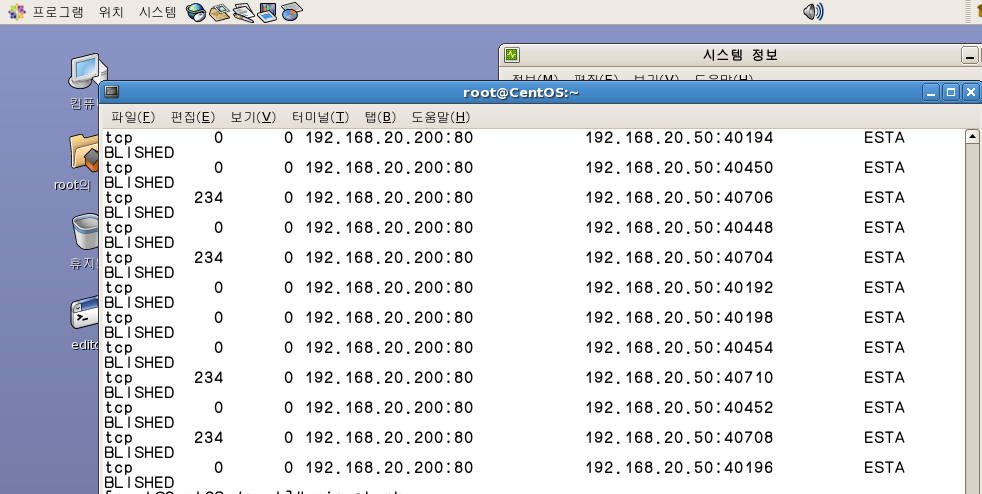 프로그램 위치 시스템
시스템 정보
편집(E) 보기(V) 도움말(H)
root@CentOS:~
파일(F) 편집(E) 보기(V) 터미널(T) 탭(B) 도움말(H)
tcp 0 0 192.168.20.200:80 192.168.20.50:40194 ESTA
BLISHED
tcp 0 0 192.168.20.200:80 192.168.20.50:40450 ESTA
BLISHED
tcp 234 0 192.168.20.200:80 192.168.20.50:40706 ESTA
BLISHED
tcp 0 0 192.168.20.200:80 192.168.20.50:40448 ESTA
BLISHED
tcp 234 0 192.168.20.200:80 192.168.20.50:40704 ESTA
BLISHED
tcp 0 0 192.168.20.200:80 192.168.20.50:40192 ESTA
BLISHED
tcp 0 0 192.168.20.200:80 192.168.20.50:40198 ESTA
BLISHED
tcp 0 0 192.168.20.200:80 192.168.20.50:40454 ESTA
BLISHED
tcp 234 0 192.168.20.200:80 192.168.20.50:40710 ESTA
BLISHED
tcp 0 0 192.168.20.200:80 192.168.20.50:40452 ESTA
BLISHED
tcp 234 0 192.168.20.200:80 192.168.20.50:40708 ESTA
BLISHED
tcp 0 0 192.168.20.200:80 192.168.20.50:40196 ESTA
BLISHED
컴퓨
root의
휴지
edit